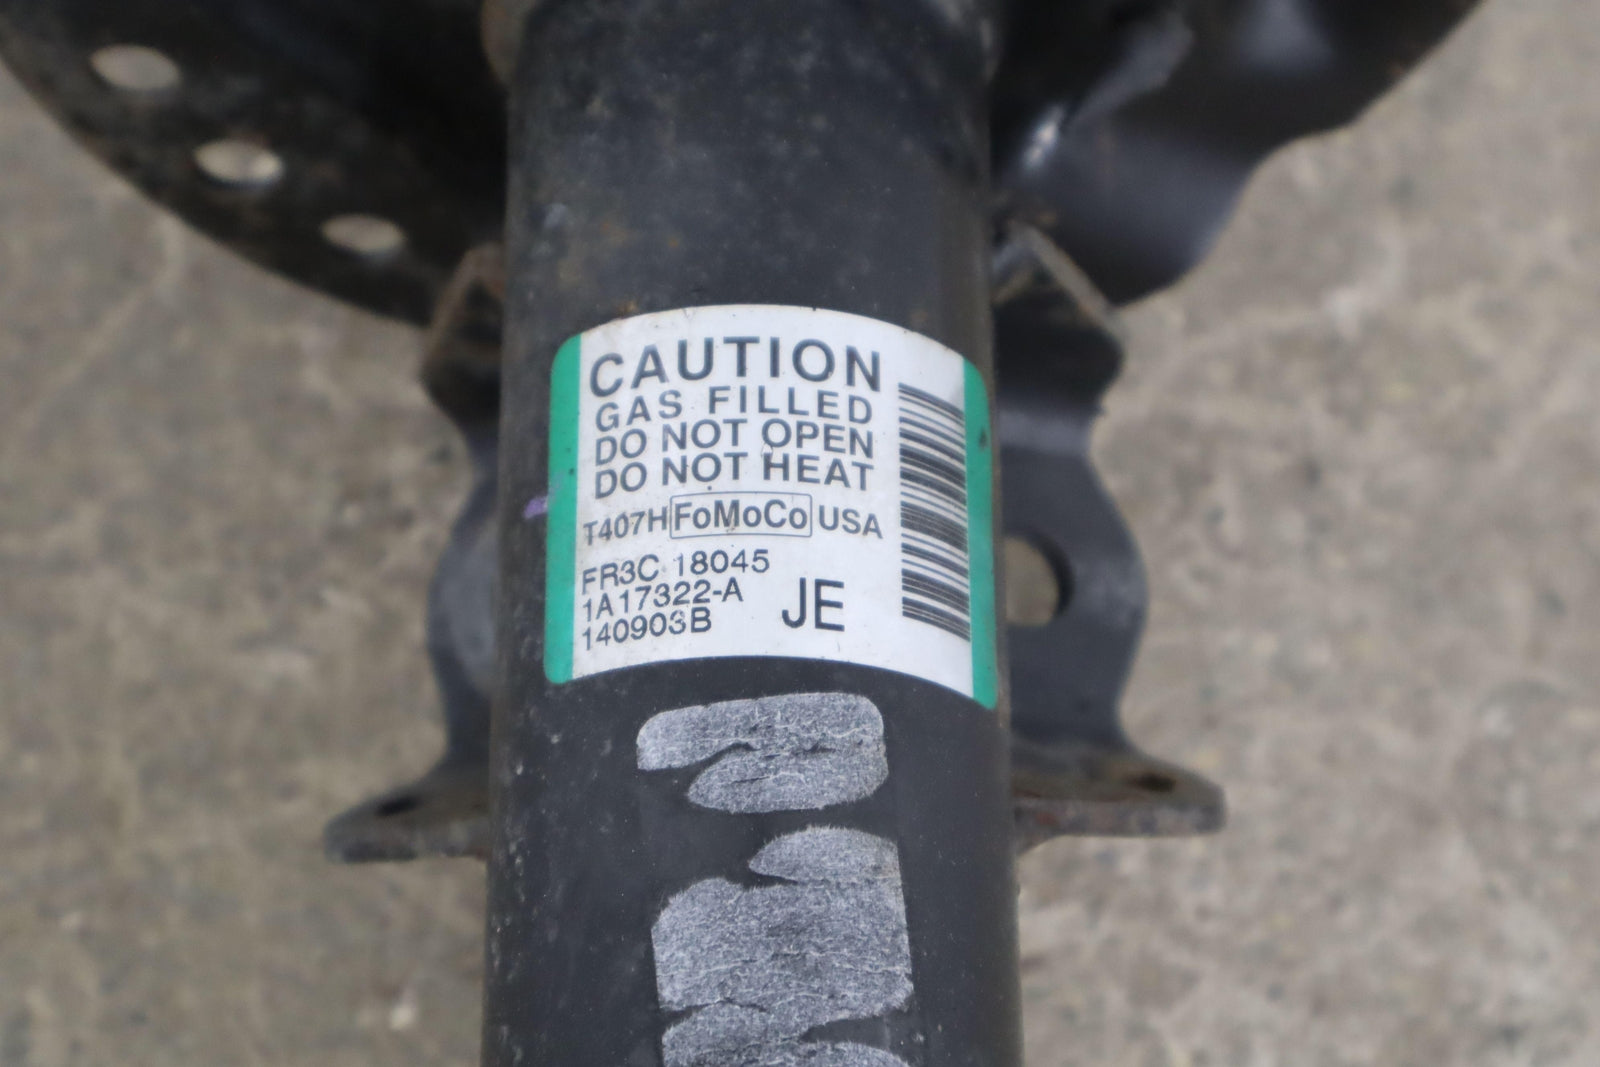 CAUTION
GAS FILLED
DO NOT OPEN
DO NOT HEAT
T407H FoMoCo USA
FR3C 18045
1A17322-A
140903B JE